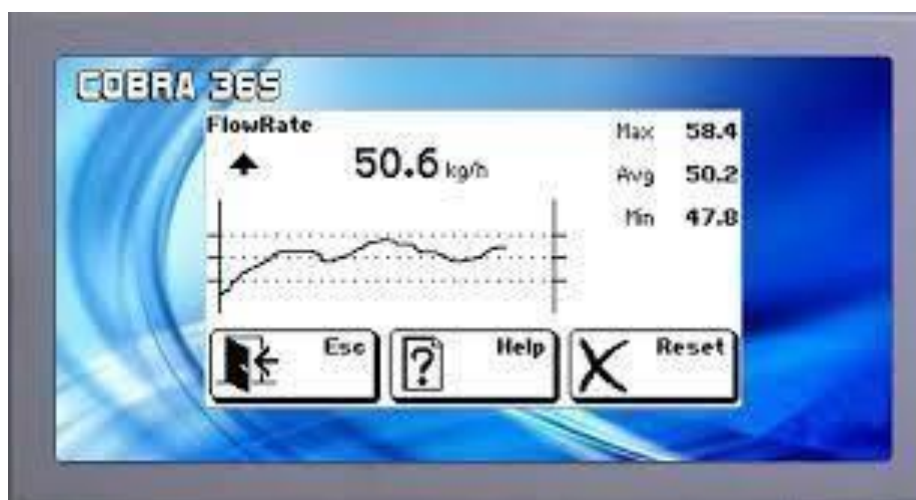 COBRA 365
FlowRate
50.6 kg/h
Max 58.4
Avg 50.2
Min 47.8
Esc
?
Help
Reset